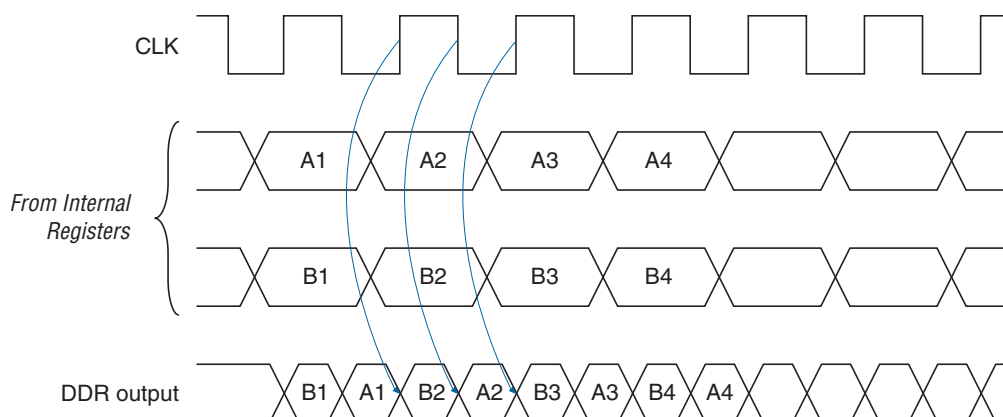 CLK
A1 A2 A3 A4
From Internal
Registers
B1 B2 B3 B4
DDR output B1 A1 B2 A2 B3 A3 B4 A4